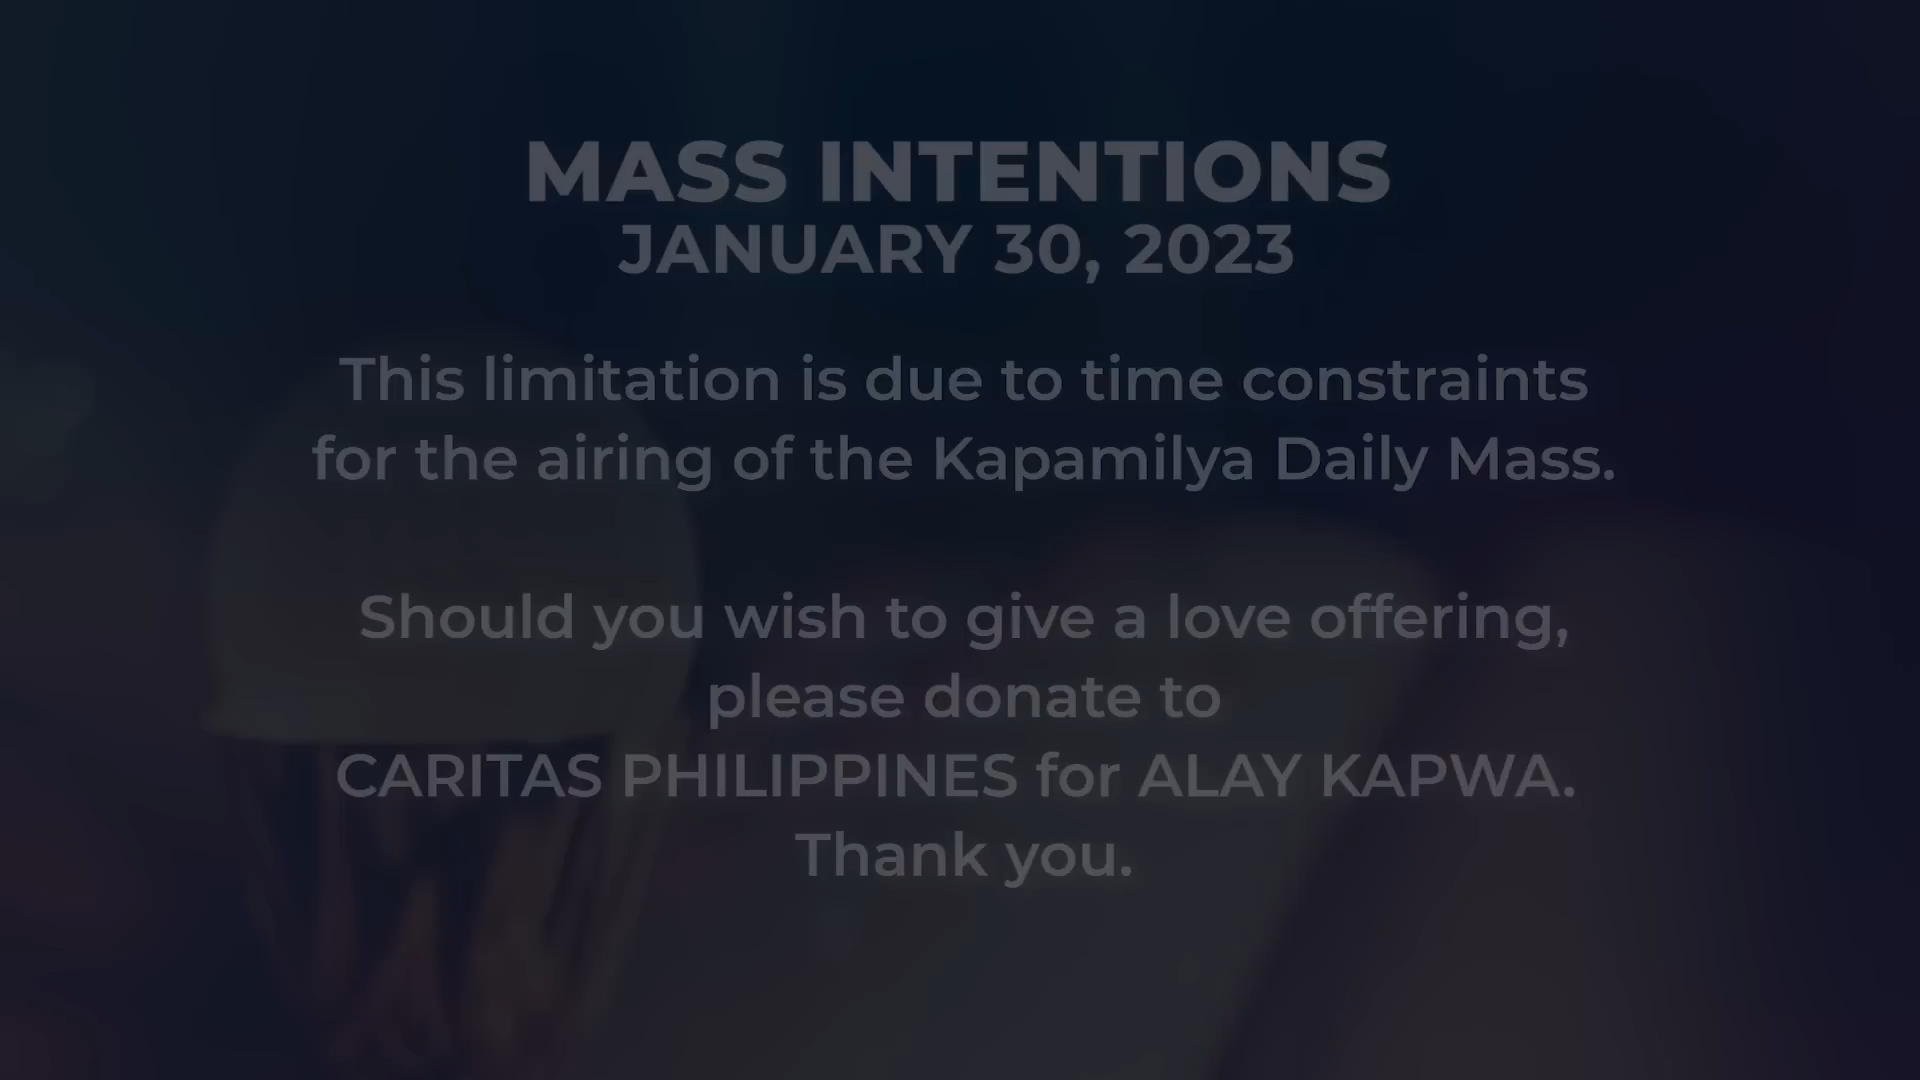 MASS INTENTIONS
JANUARY 30, 2023
This limitation is due to time constraints
for the airing of the Kapamilya Daily Mass.
Should you wish to give a love offering,
please donate to
CARITAS PHILIPPINES for ALAY KAPWA.
Thank you.